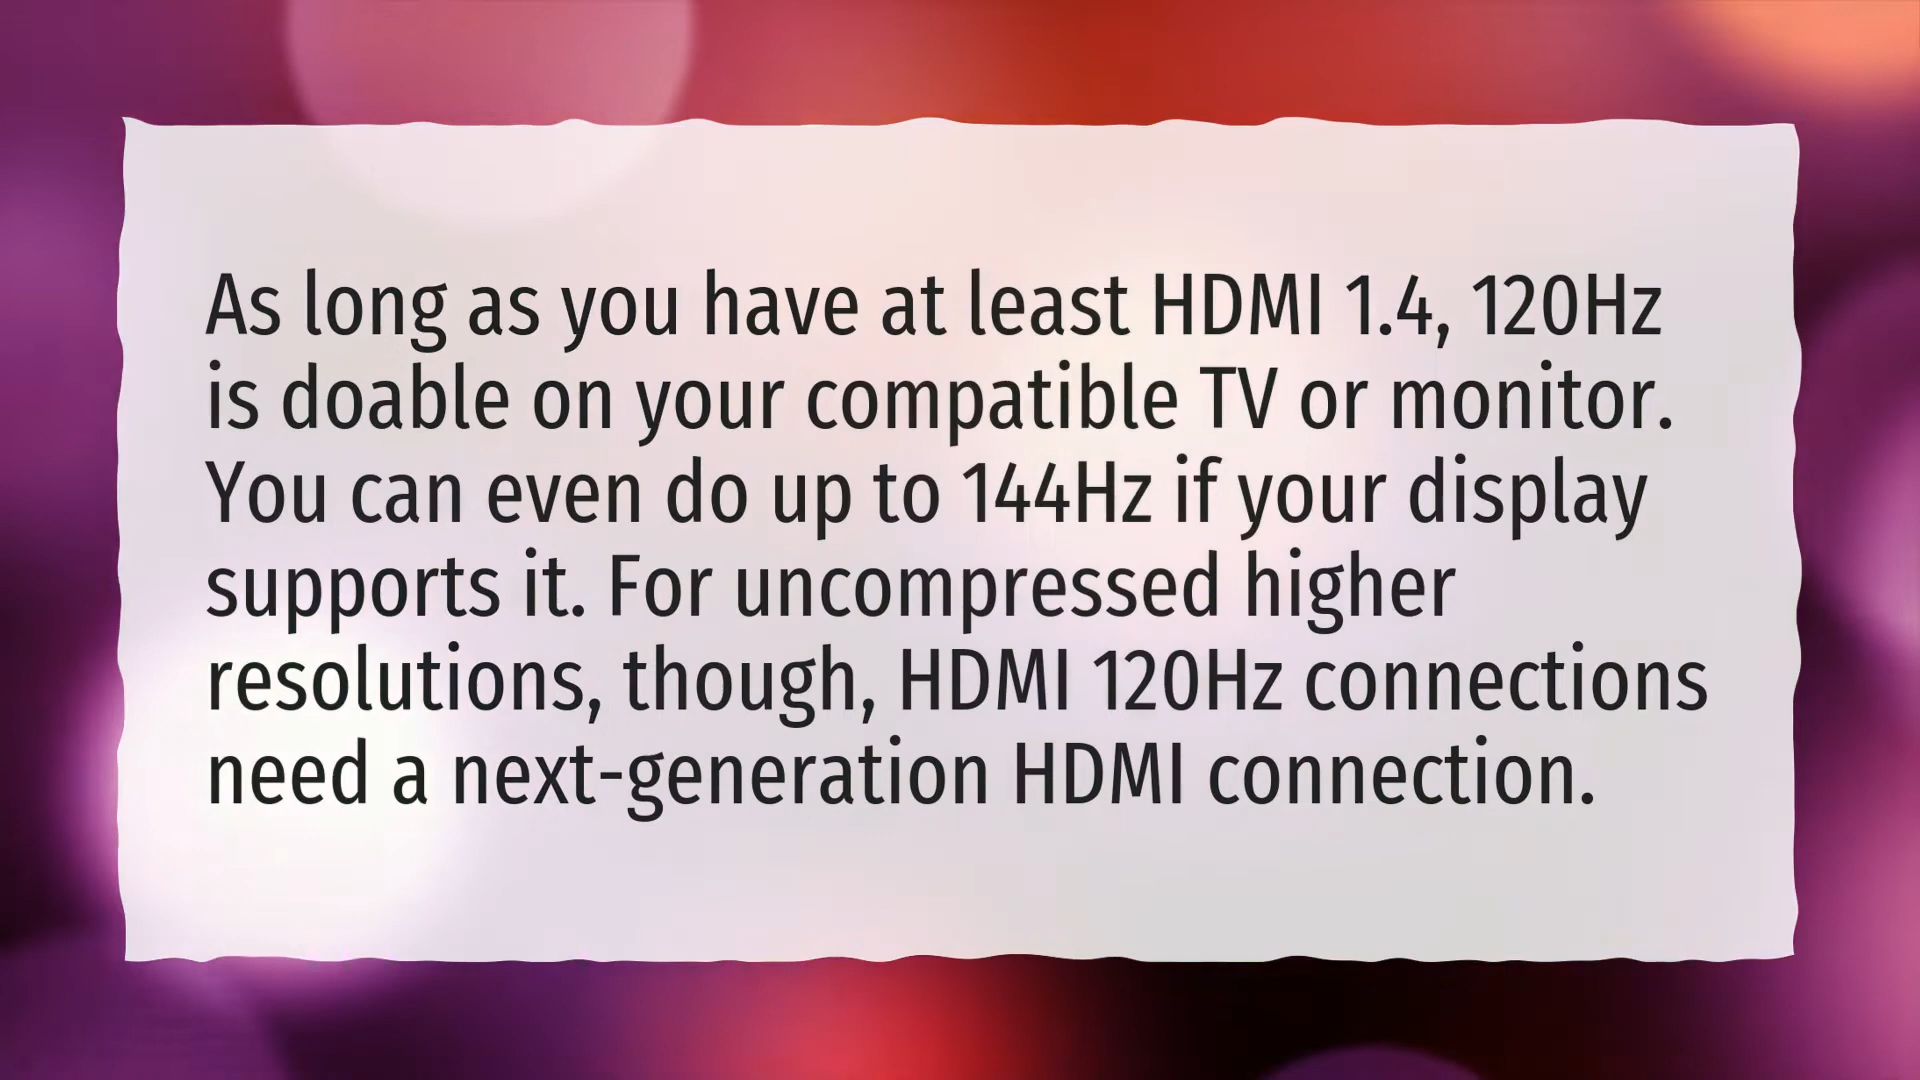 As long as you have at least HDMI 1.4, 120Hz
is doable on your compatible TV or monitor.
You can even do up to 144Hz if your display
supports it. For uncompressed higher
resolutions, though, HDMI 120Hz connections
need a next-generation HDMI connection.